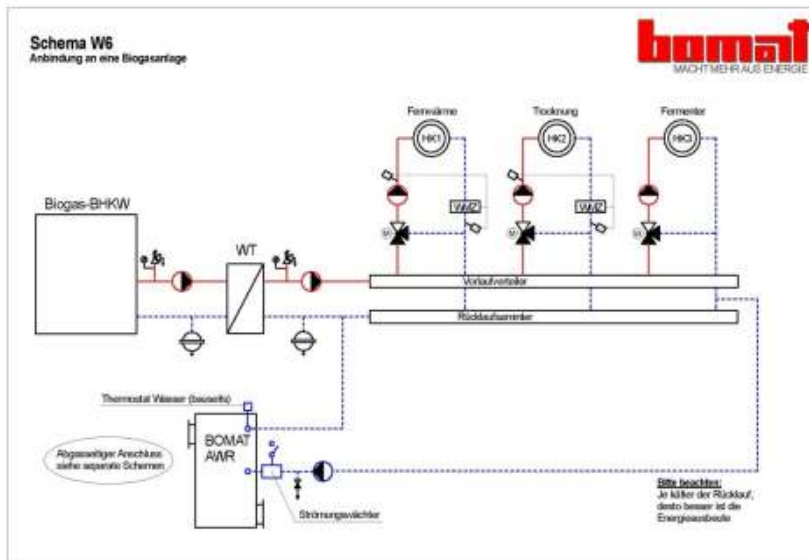 Schema W6
Anbindung an eine Biogasanlage
bomat
MACHT MEHR AUS ENERGIE
Fernwärme
Trocknung
Fermenter
HK1
HK2
HK3
WMZ
WMZ
M
M
M
Biogas-BHKW
WT
Vorlaufverteiler
Rücklaufsammler
Thermostat Wasser (bauseits)
BOMAT
AWR
Abgasseitiger Anschluss
siehe separate Schemen
Strömungswächter
Bitte beachten:
Je kälter der Rücklauf,
desto besser ist die
Energieausbeute